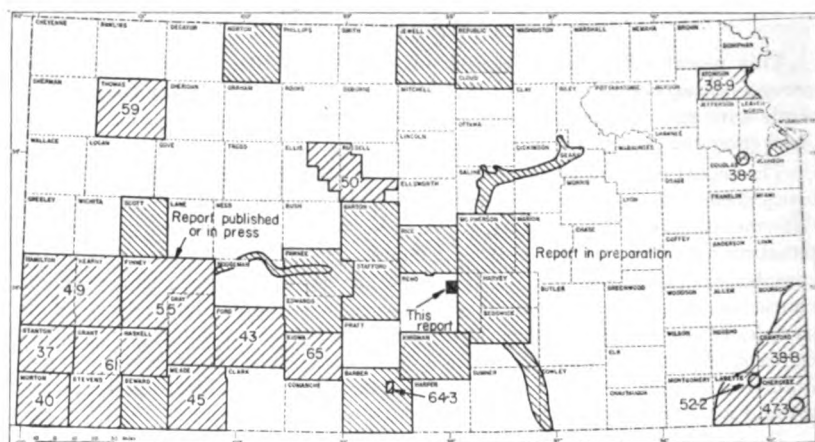 CHEYENNE RAWLINS DECATUR NORTON PHILLIPS SMITH JEWELL REPUBLIC WASHINGTON MARSHALL NEMAHA BROWN DONIPHAN
CLOUD
ATCHISON
38-9
SHERMAN THOMAS SHERIDAN GRAHAM ROOKS OSBORNE MITCHELL CLAY RILEY POTTAWATOMIE JACKSON JEFFERSON
59
LINCOLN OTTAWA
WALLACE LOGAN GOVE TREGO ELLIS RUSSELL DICKINSON GEARY WABAUNSEE SHAWNEE DOUGLAS JOHNSON
50
ELLSWORTH SALINE MORRIS OSAGE
38-2
GREELEY WICHITA SCOTT LANE NESS RUSH BARTON LYON FRANKLIN MIAMI
Report published
or in press
RICE MCPHERSON MARION CHASE COFFEY ANDERSON LINN
Report in preparation
HAMILTON KEARNY FINNEY HODGEMAN PAWNEE STAFFORD
49
55
GRAY
RENO HARVEY
This
report
EDWARDS SEDGWICK BUTLER GREENWOOD WOODSON ALLEN BOURBON
STANTON GRANT HASKELL FORD KIOWA PRATT KINGMAN WILSON NEOSHO CRAWFORD
37
61
43
65
38-8
ELK
MORTON STEVENS SEWARD MEADE CLARK COMANCHE BARBER HARPER SUMNER COWLEY CHAUTAUQUA MONTGOMERY LABETTE CHEROKEE
40
45
64-3
52-2
47-3